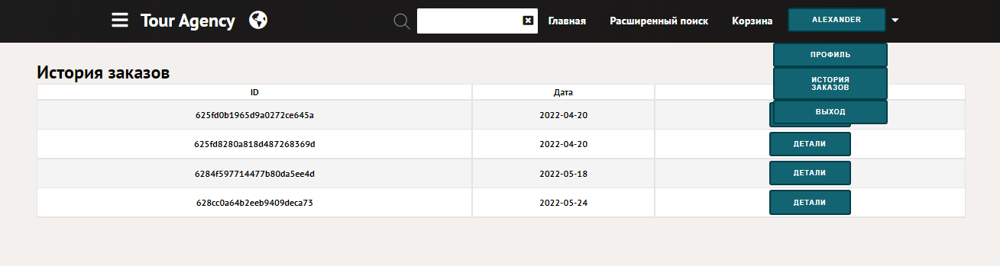 Tour Agency
Главная
Расширенный поиск
Корзина
ALEXANDER
ПРОФИЛЬ
ИСТОРИЯ
ЗАКАЗОВ
ВЫХОД
История заказов
ID Дата
625fd0b1965d9a0272ce645a 2022-04-20
625fd8280a818d487268369d 2022-04-20 ДЕТАЛИ
6284f597714477b80da5ee4d 2022-05-18 ДЕТАЛИ
628cc0a64b2eeb9409deca73 2022-05-24 ДЕТАЛИ